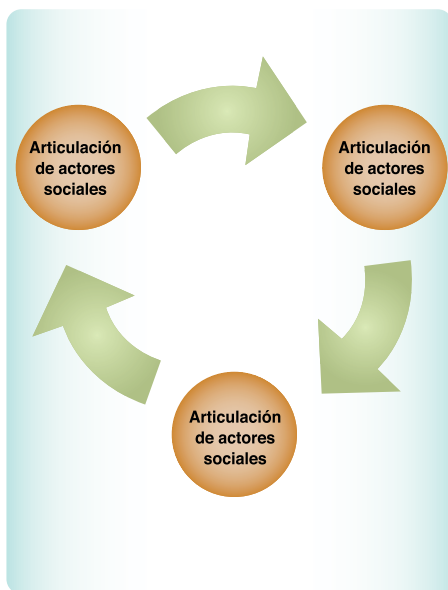 Articulación
de actores
sociales
Articulación
de actores
sociales
Articulación
de actores
sociales